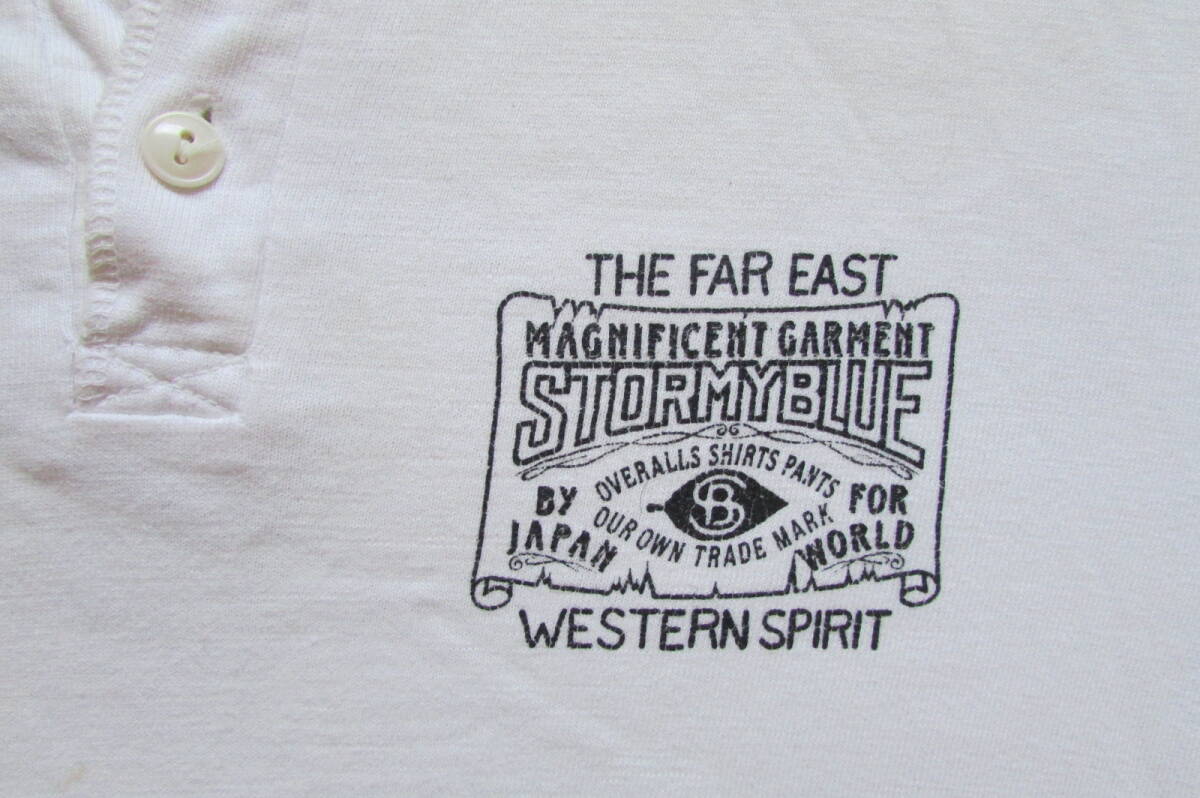 THE FAR EAST
MAGNIFICENT GARMENT
STORMYBLUE
OVERALLS SHIRTS PANTS
BY JAPAN
SB
FOR WORLD
OUR OWN TRADE MARK
WESTERN SPIRIT